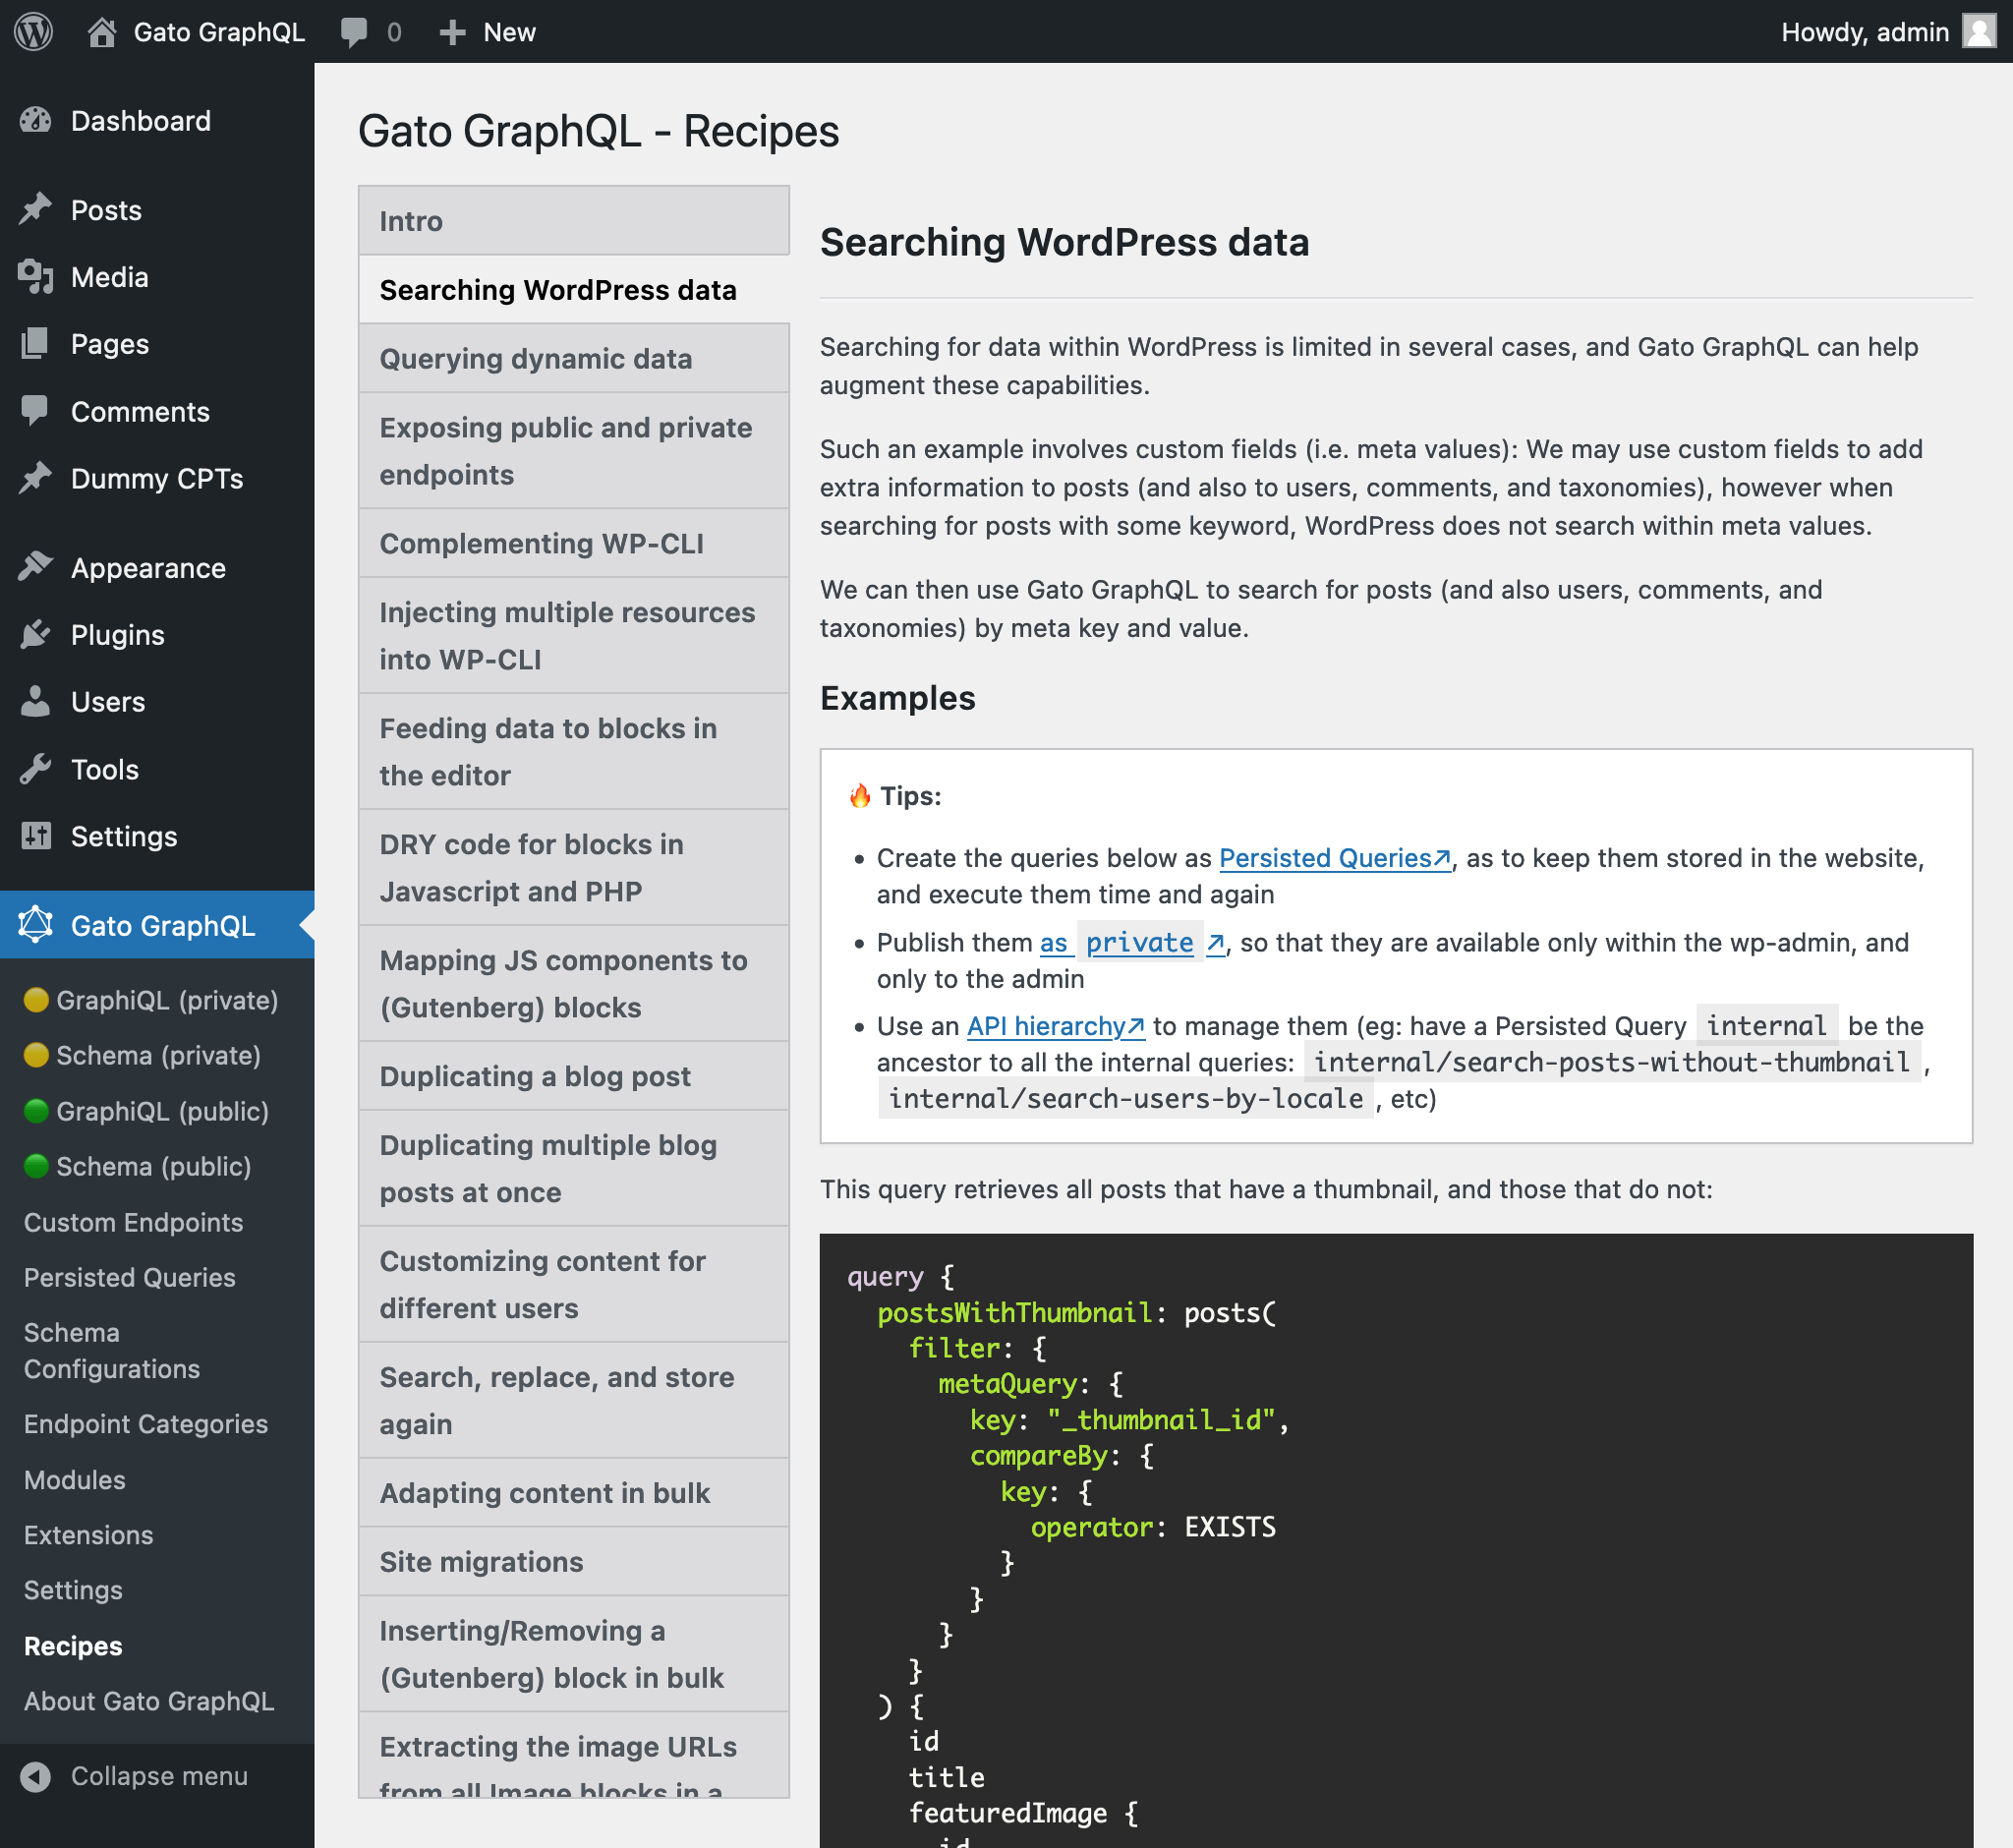 Gato GraphQL
0
New
Howdy, admin
Dashboard
Posts
Media
Pages
Comments
Dummy CPTs
Appearance
Plugins
Users
Tools
Settings
Gato GraphQL
GraphiQL (private)
Schema (private)
GraphiQL (public)
Schema (public)
Custom Endpoints
Persisted Queries
Schema
Configurations
Endpoint Categories
Modules
Extensions
Settings
Recipes
About Gato GraphQL
Collapse menu
Gato GraphQL - Recipes
Intro
Searching WordPress data
Querying dynamic data
Exposing public and private
endpoints
Complementing WP-CLI
Injecting multiple resources
into WP-CLI
Feeding data to blocks in
the editor
DRY code for blocks in
Javascript and PHP
Mapping JS components to
(Gutenberg) blocks
Duplicating a blog post
Duplicating multiple blog
posts at once
Customizing content for
different users
Search, replace, and store
again
Adapting content in bulk
Site migrations
Inserting/Removing a
(Gutenberg) block in bulk
Extracting the image URLs
from all Image blocks in a
Searching WordPress data
Searching for data within WordPress is limited in several cases, and Gato GraphQL can help
augment these capabilities.
Such an example involves custom fields (i.e. meta values): We may use custom fields to add
extra information to posts (and also to users, comments, and taxonomies), however when
searching for posts with some keyword, WordPress does not search within meta values.
We can then use Gato GraphQL to search for posts (and also users, comments, and
taxonomies) by meta key and value.
Examples
🔥 Tips:
• Create the queries below as Persisted Queries↗, as to keep them stored in the website,
and execute them time and again
• Publish them as private ↗, so that they are available only within the wp-admin, and
only to the admin
• Use an API hierarchy↗ to manage them (eg: have a Persisted Query internal be the
ancestor to all the internal queries: internal/search-posts-without-thumbnail ,
internal/search-users-by-locale , etc)
This query retrieves all posts that have a thumbnail, and those that do not:
query {
  postsWithThumbnail: posts(
    filter: {
      metaQuery: {
        key: "_thumbnail_id",
        compareBy: {
          key: {
            operator: EXISTS
          }
        }
      }
    }
  ) {
    id
    title
    featuredImage {
      id